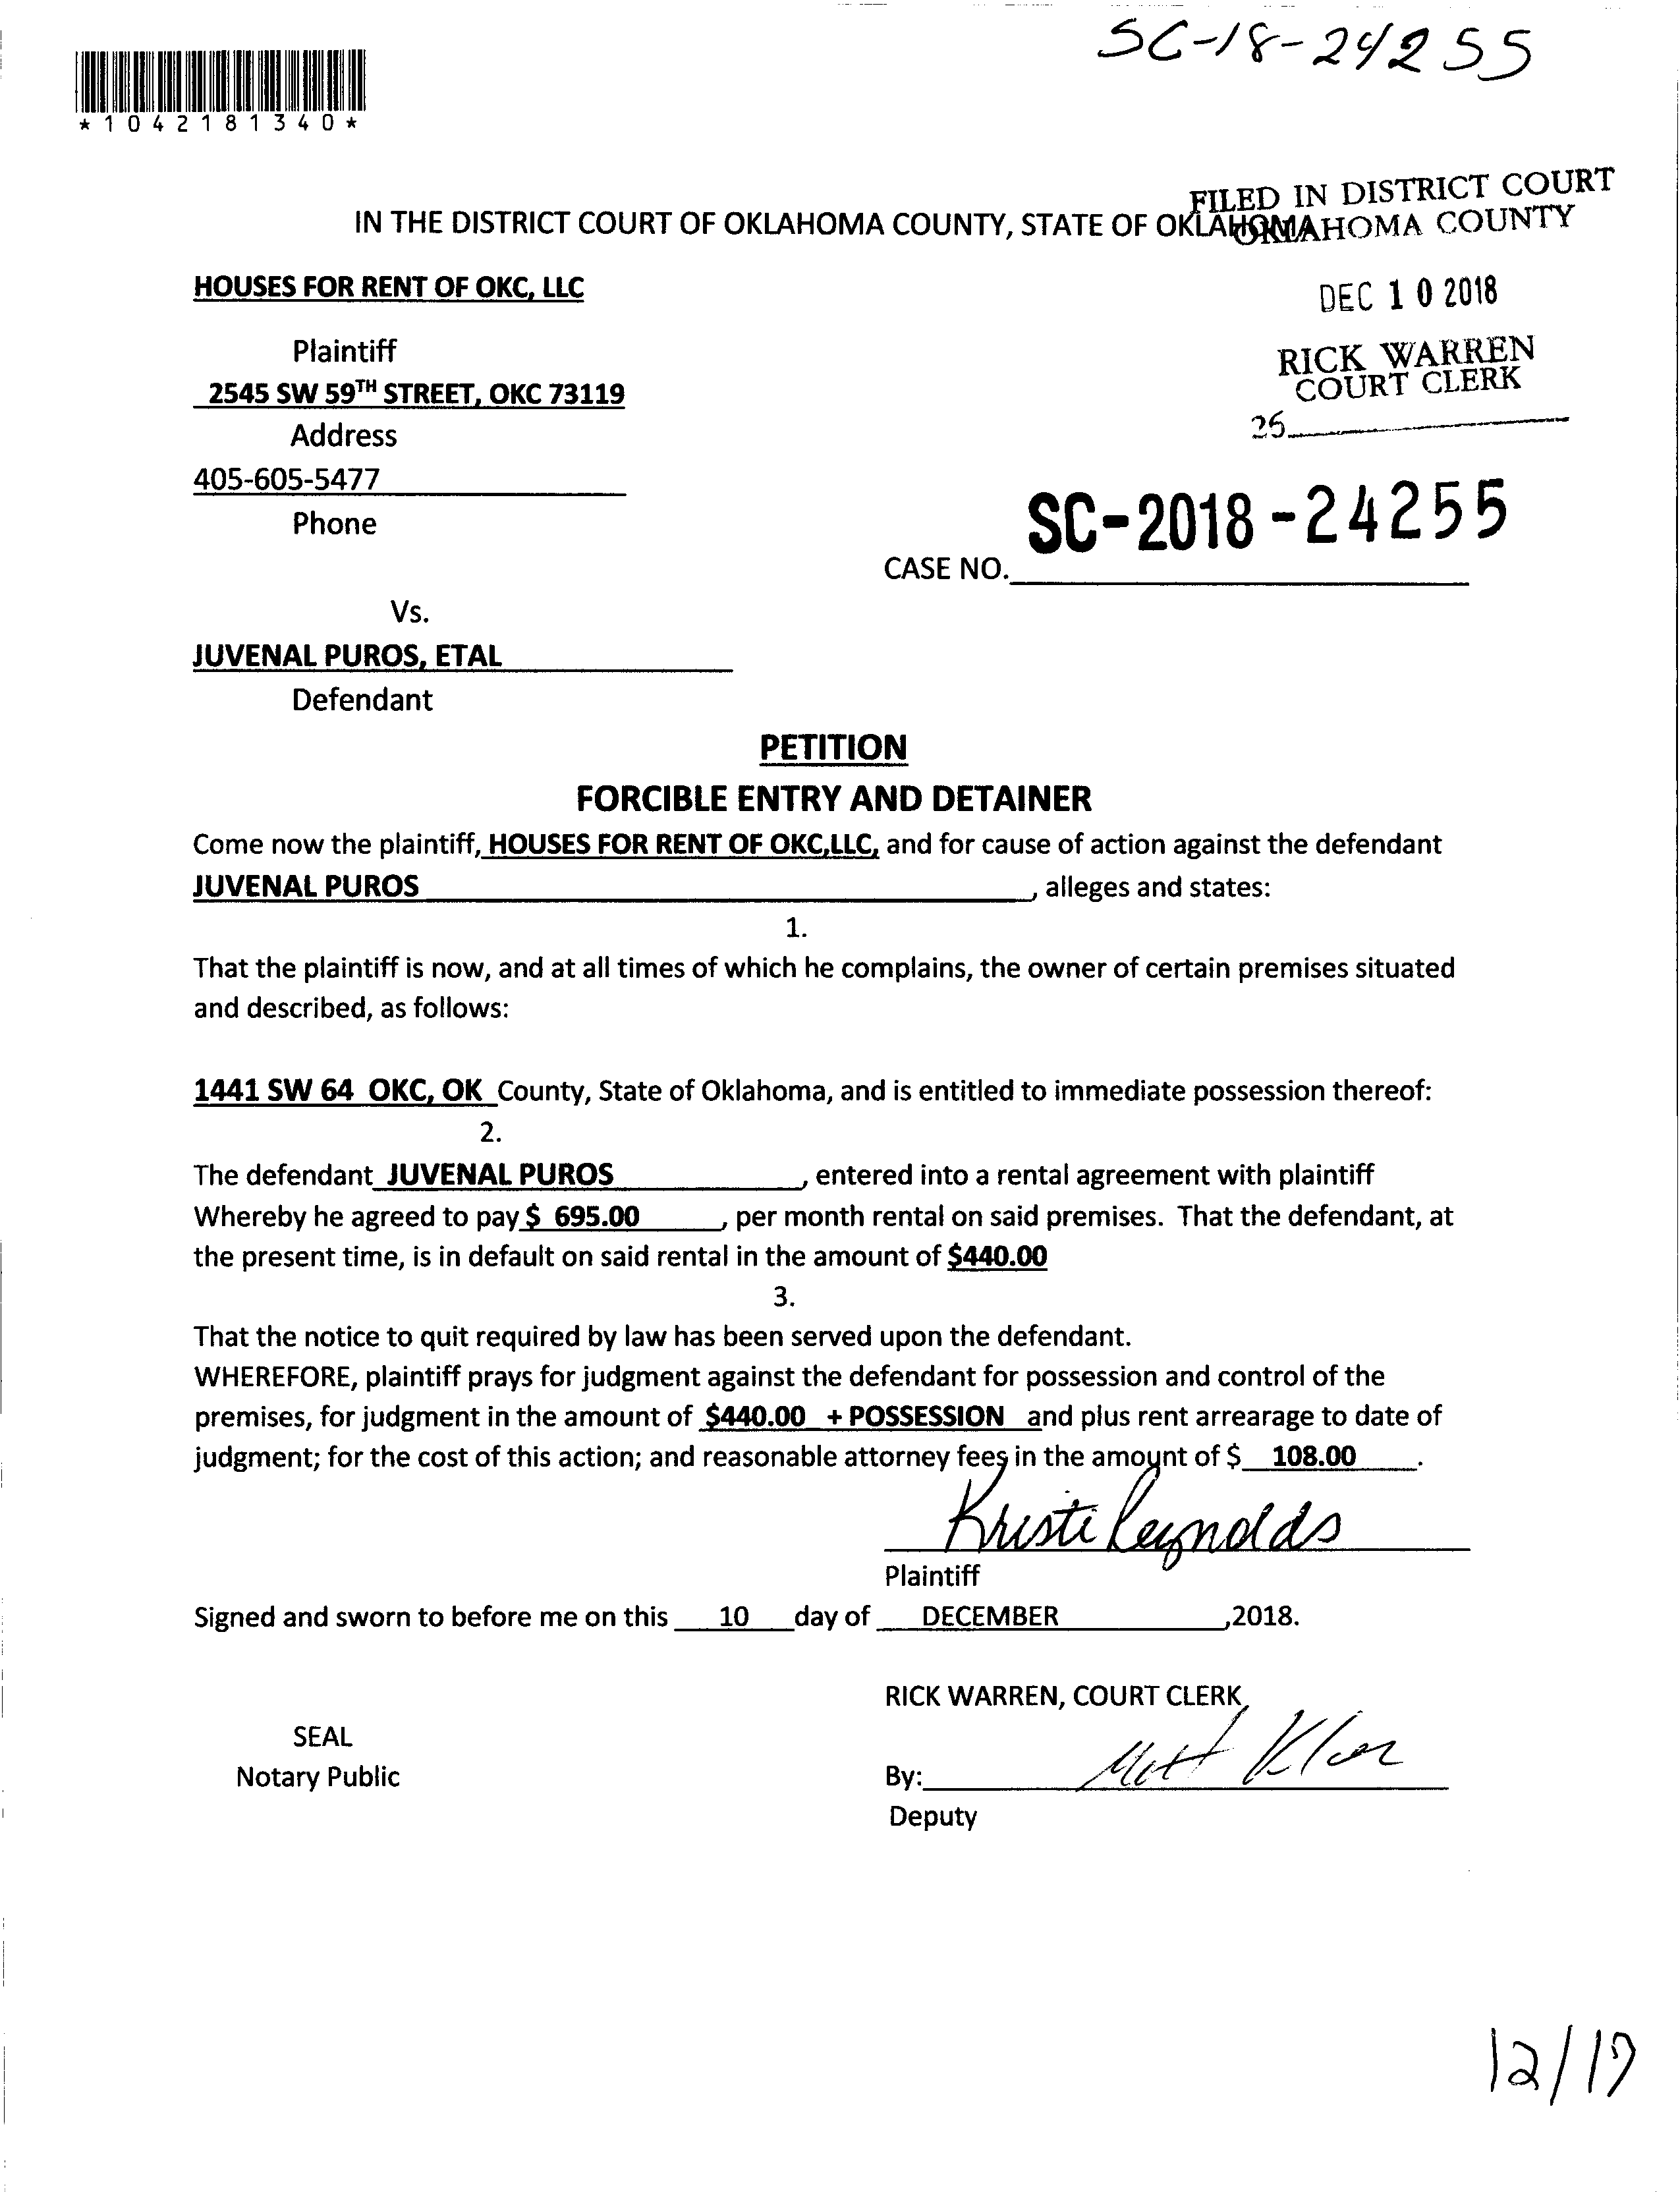 SC-18-24255
*1042181340*
FILED IN DISTRICT COURT
OKLAHOMA COUNTY
IN THE DISTRICT COURT OF OKLAHOMA COUNTY, STATE OF OKLAHOMA
HOUSES FOR RENT OF OKC, LLC
DEC 10 2018
Plaintiff
RICK WARREN
COURT CLERK
2545 SW 59TH STREET, OKC 73119
Address
405-605-5477
Phone
SC-2018-24255
CASE NO.
Vs.
JUVENAL PUROS, ETAL
Defendant
PETITION
FORCIBLE ENTRY AND DETAINER
Come now the plaintiff, HOUSES FOR RENT OF OKC,LLC, and for cause of action against the defendant
JUVENAL PUROS, alleges and states:
1.
That the plaintiff is now, and at all times of which he complains, the owner of certain premises situated
and described, as follows:
1441 SW 64 OKC, OK County, State of Oklahoma, and is entitled to immediate possession thereof:
2.
The defendant JUVENAL PUROS, entered into a rental agreement with plaintiff
Whereby he agreed to pay $ 695.00, per month rental on said premises. That the defendant, at
the present time, is in default on said rental in the amount of $440.00
3.
That the notice to quit required by law has been served upon the defendant.
WHEREFORE, plaintiff prays for judgment against the defendant for possession and control of the
premises, for judgment in the amount of $440.00 + POSSESSION and plus rent arrearage to date of
judgment; for the cost of this action; and reasonable attorney fees in the amount of $ 108.00.
Kristi Reynolds
Plaintiff
Signed and sworn to before me on this 10 day of DECEMBER ,2018.
RICK WARREN, COURT CLERK
SEAL
Notary Public
By:
Deputy